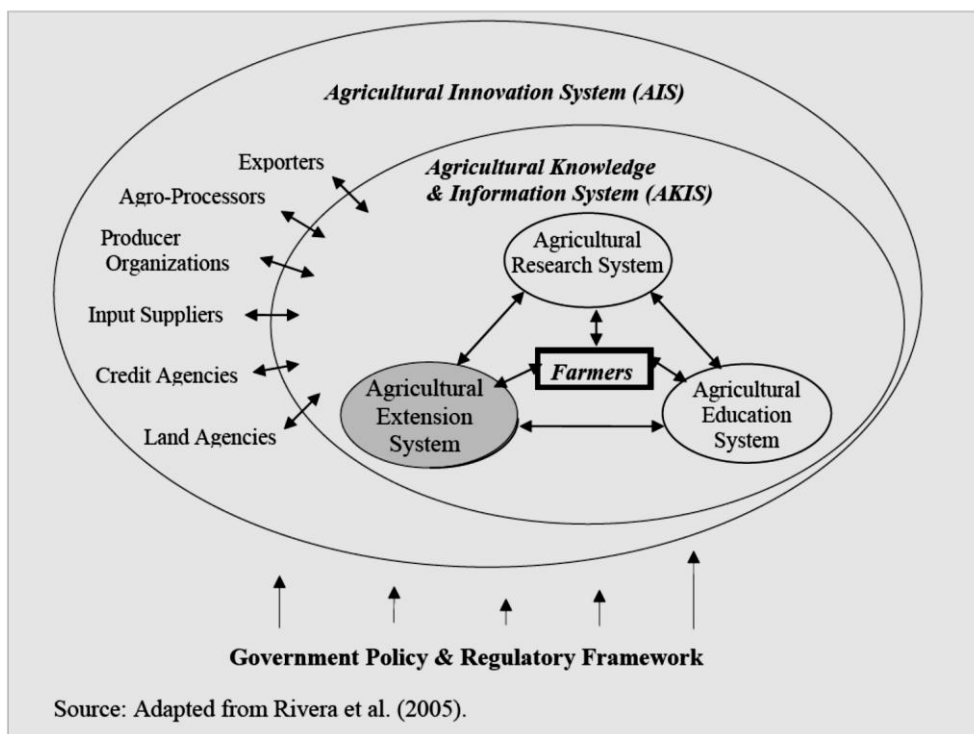 Agricultural Innovation System (AIS)
Agricultural Knowledge
& Information System (AKIS)
Exporters
Agro-Processors
Producer
Organizations
Input Suppliers
Credit Agencies
Land Agencies
Agricultural
Research System
Farmers
Agricultural
Extension
System
Agricultural
Education
System
Government Policy & Regulatory Framework
Source: Adapted from Rivera et al. (2005).